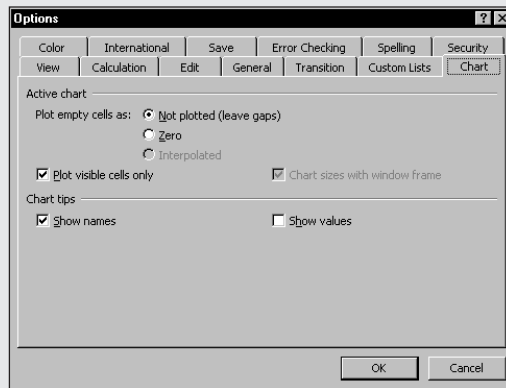 Options
Color International Save Error Checking Spelling Security
View Calculation Edit General Transition Custom Lists Chart
Active chart
Plot empty cells as: Not plotted (leave gaps)
Zero
Interpolated
Plot visible cells only Chart sizes with window frame
Chart tips
Show names Show values
OK Cancel